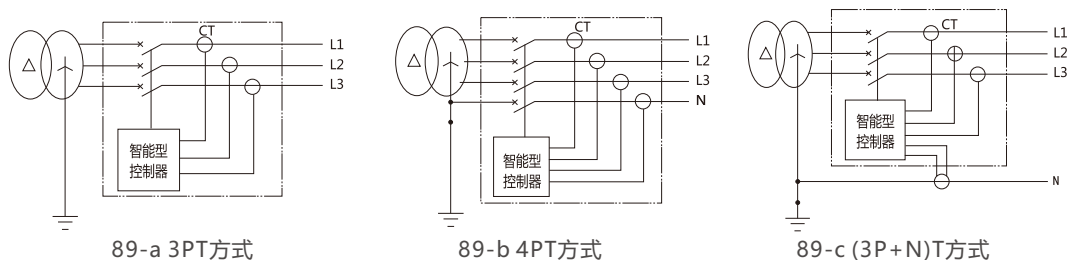 CT
L1
L2
L3
智能型
控制器
89-a 3PT方式
CT
L1
L2
L3
N
智能型
控制器
89-b 4PT方式
CT
L1
L2
L3
智能型
控制器
N
89-c (3P+N)T方式